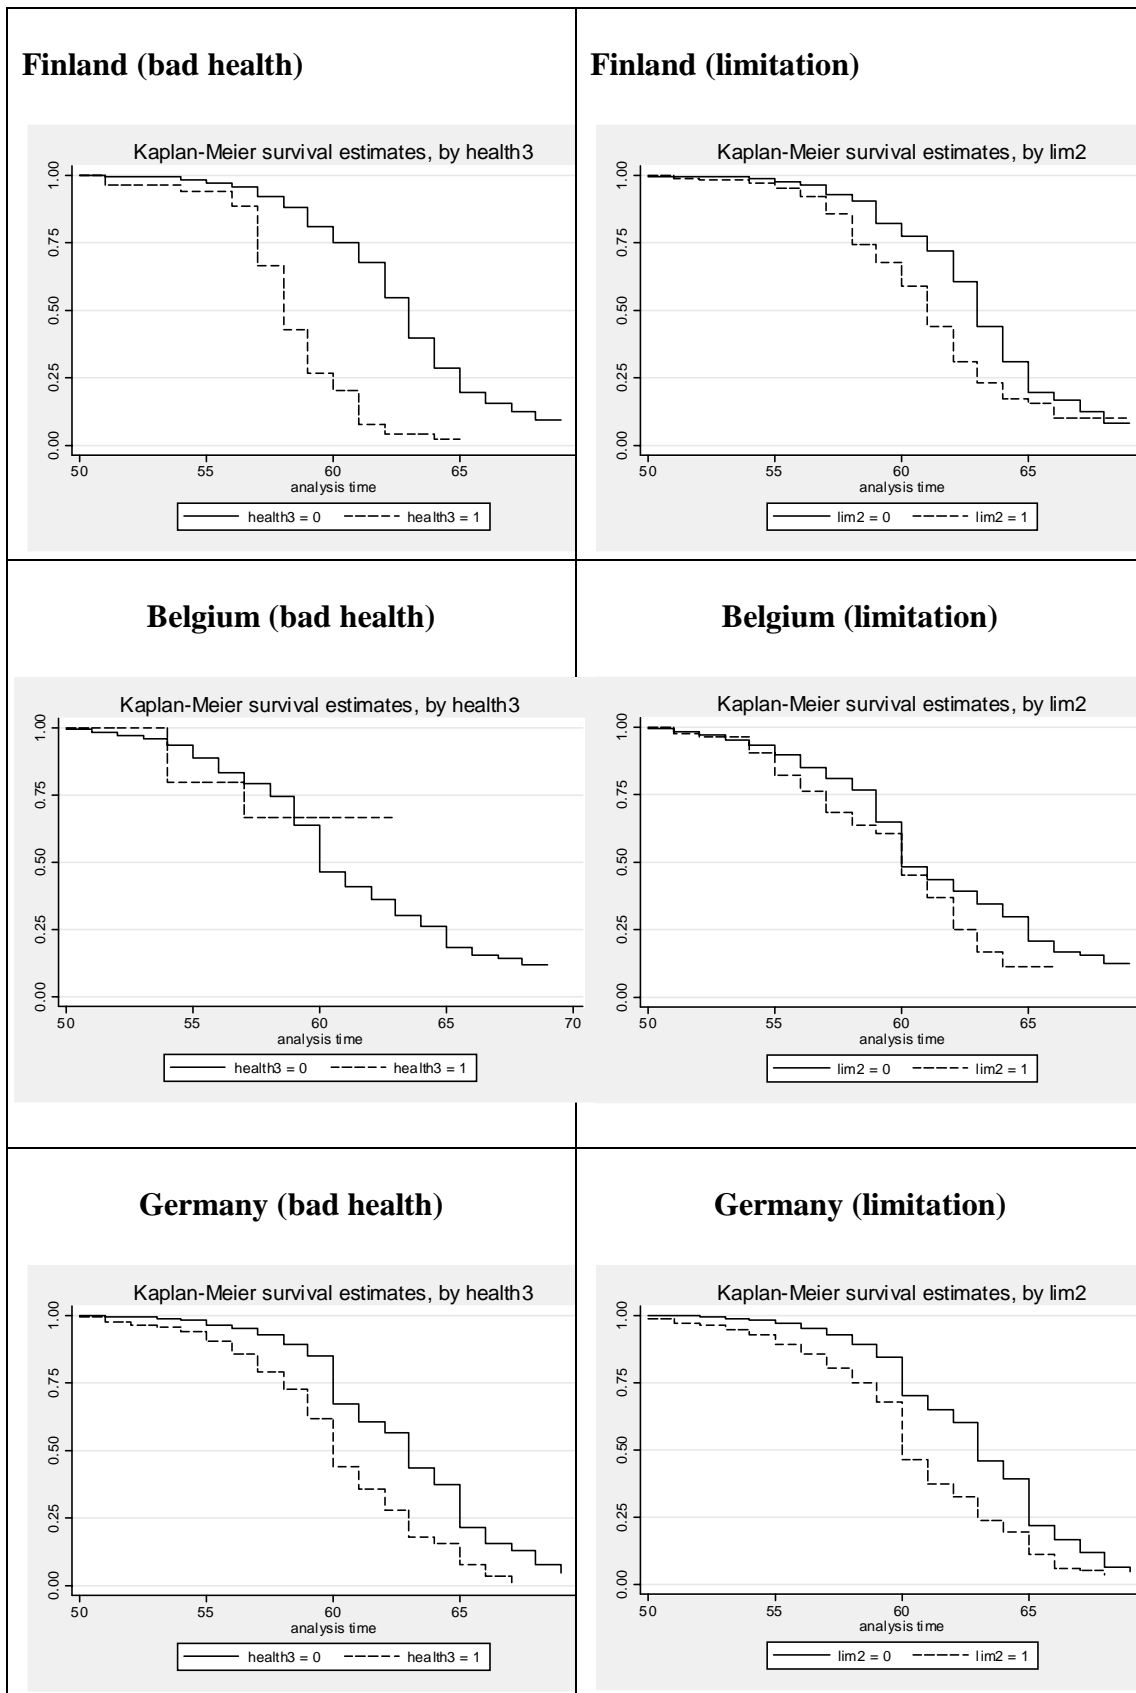 Finland (bad health)
Kaplan-Meier survival estimates, by health3
1.00
0.75
0.50
0.25
0.00
50 55 60 65
analysis time
health3 = 0 health3 = 1
Finland (limitation)
Kaplan-Meier survival estimates, by lim2
1.00
0.75
0.50
0.25
0.00
50 55 60 65
analysis time
lim2 = 0 lim2 = 1
Belgium (bad health)
Kaplan-Meier survival estimates, by health3
1.00
0.75
0.50
0.25
0.00
50 55 60 65 70
analysis time
health3 = 0 health3 = 1
Belgium (limitation)
Kaplan-Meier survival estimates, by lim2
1.00
0.75
0.50
0.25
0.00
50 55 60 65
analysis time
lim2 = 0 lim2 = 1
Germany (bad health)
Kaplan-Meier survival estimates, by health3
1.00
0.75
0.50
0.25
0.00
50 55 60 65
analysis time
health3 = 0 health3 = 1
Germany (limitation)
Kaplan-Meier survival estimates, by lim2
1.00
0.75
0.50
0.25
0.00
50 55 60 65
analysis time
lim2 = 0 lim2 = 1